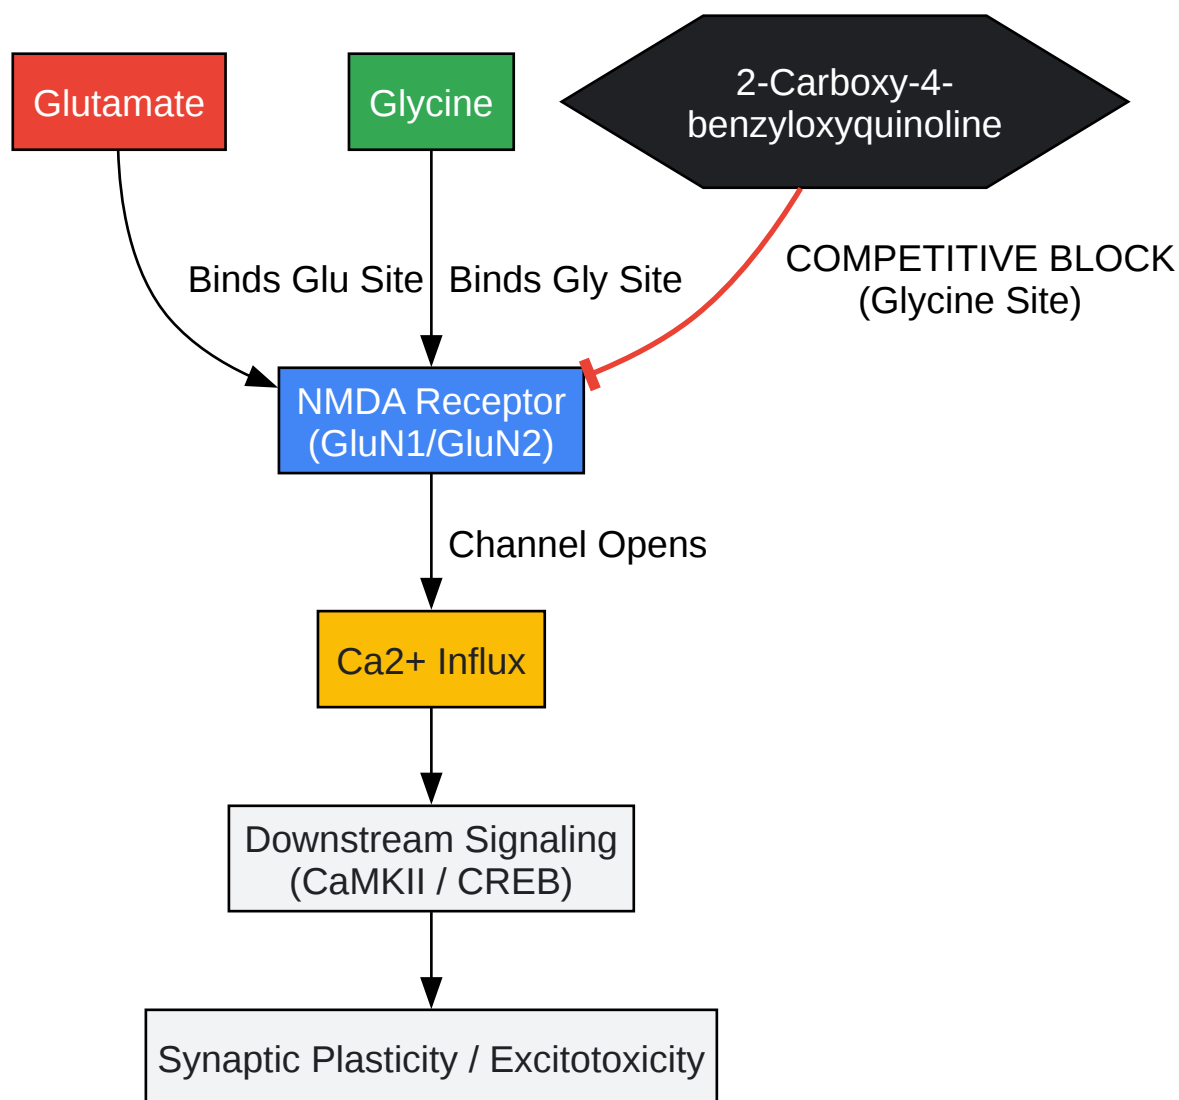 Glutamate
Glycine
2-Carboxy-4-
benzyloxyquinoline
Binds Glu Site
Binds Gly Site
COMPETITIVE BLOCK
(Glycine Site)
NMDA Receptor
(GluN1/GluN2)
Channel Opens
Ca2+ Influx
Downstream Signaling
(CaMKII / CREB)
Synaptic Plasticity / Excitotoxicity